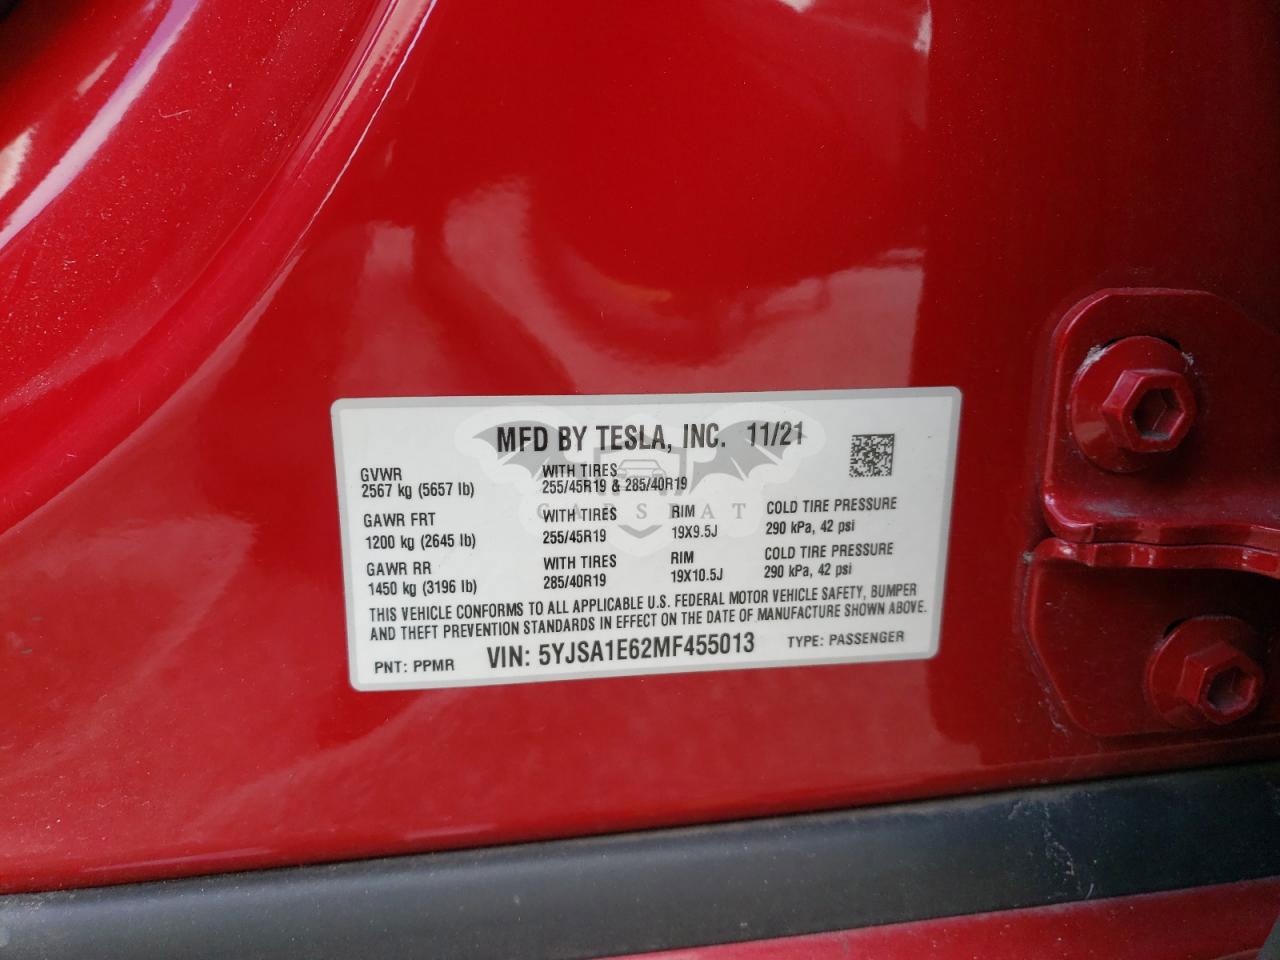 MFD BY TESLA, INC. 11/21
GVWR WITH TIRES
2567 kg (5657 lb) 255/45R19 & 285/40R19
GAWR FRT WITH TIRES RIM COLD TIRE PRESSURE
1200 kg (2645 lb) 255/45R19 19X9.5J 290 kPa, 42 psi
GAWR RR WITH TIRES RIM COLD TIRE PRESSURE
1450 kg (3196 lb) 285/40R19 19X10.5J 290 kPa, 42 psi
THIS VEHICLE CONFORMS TO ALL APPLICABLE U.S. FEDERAL MOTOR VEHICLE SAFETY, BUMPER
AND THEFT PREVENTION STANDARDS IN EFFECT ON THE DATE OF MANUFACTURE SHOWN ABOVE.
PNT: PPMR VIN: 5YJSA1E62MF455013 TYPE: PASSENGER